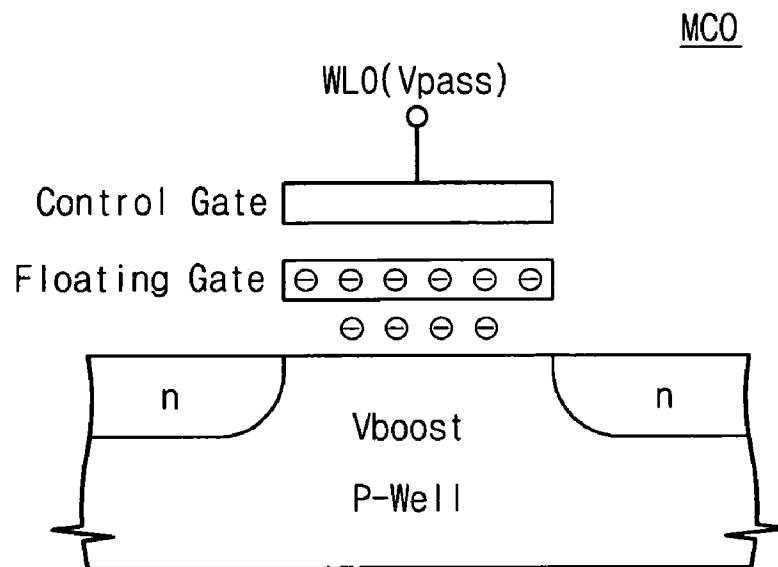 MC0
WL0(Vpass)
Control Gate
Floating Gate
n
n
Vboost
P-Well